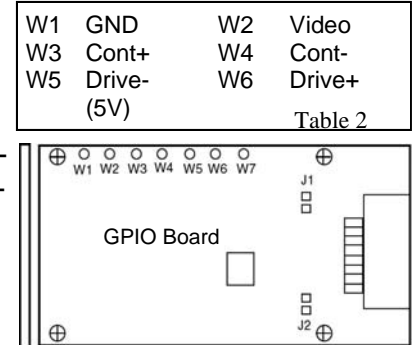 W1 GND W2 Video
W3 Cont+ W4 Cont-
W5 Drive- W6 Drive+
(5V)
Table 2
W1 W2 W3 W4 W5 W6 W7
J1
GPIO Board
J2